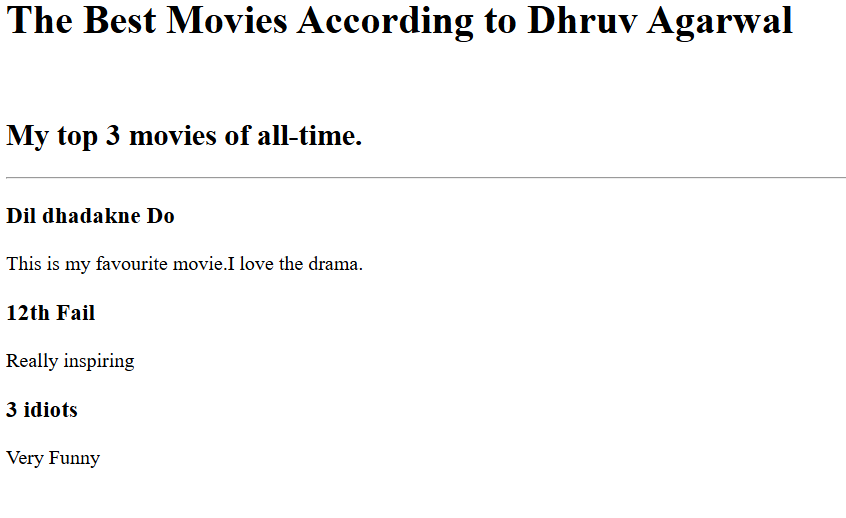 The Best Movies According to Dhruv Agarwal
My top 3 movies of all-time.
Dil dhadakne Do
This is my favourite movie.I love the drama.
12th Fail
Really inspiring
3 idiots
Very Funny